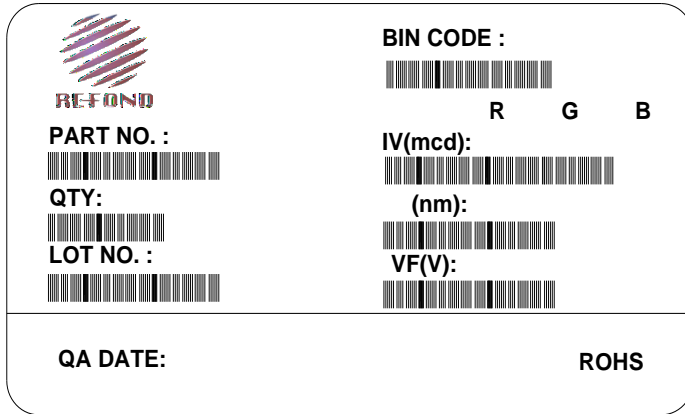 REFOND
PART NO. :
QTY:
LOT NO. :
BIN CODE :
R G B
IV(mcd):
(nm):
VF(V):
QA DATE:
ROHS